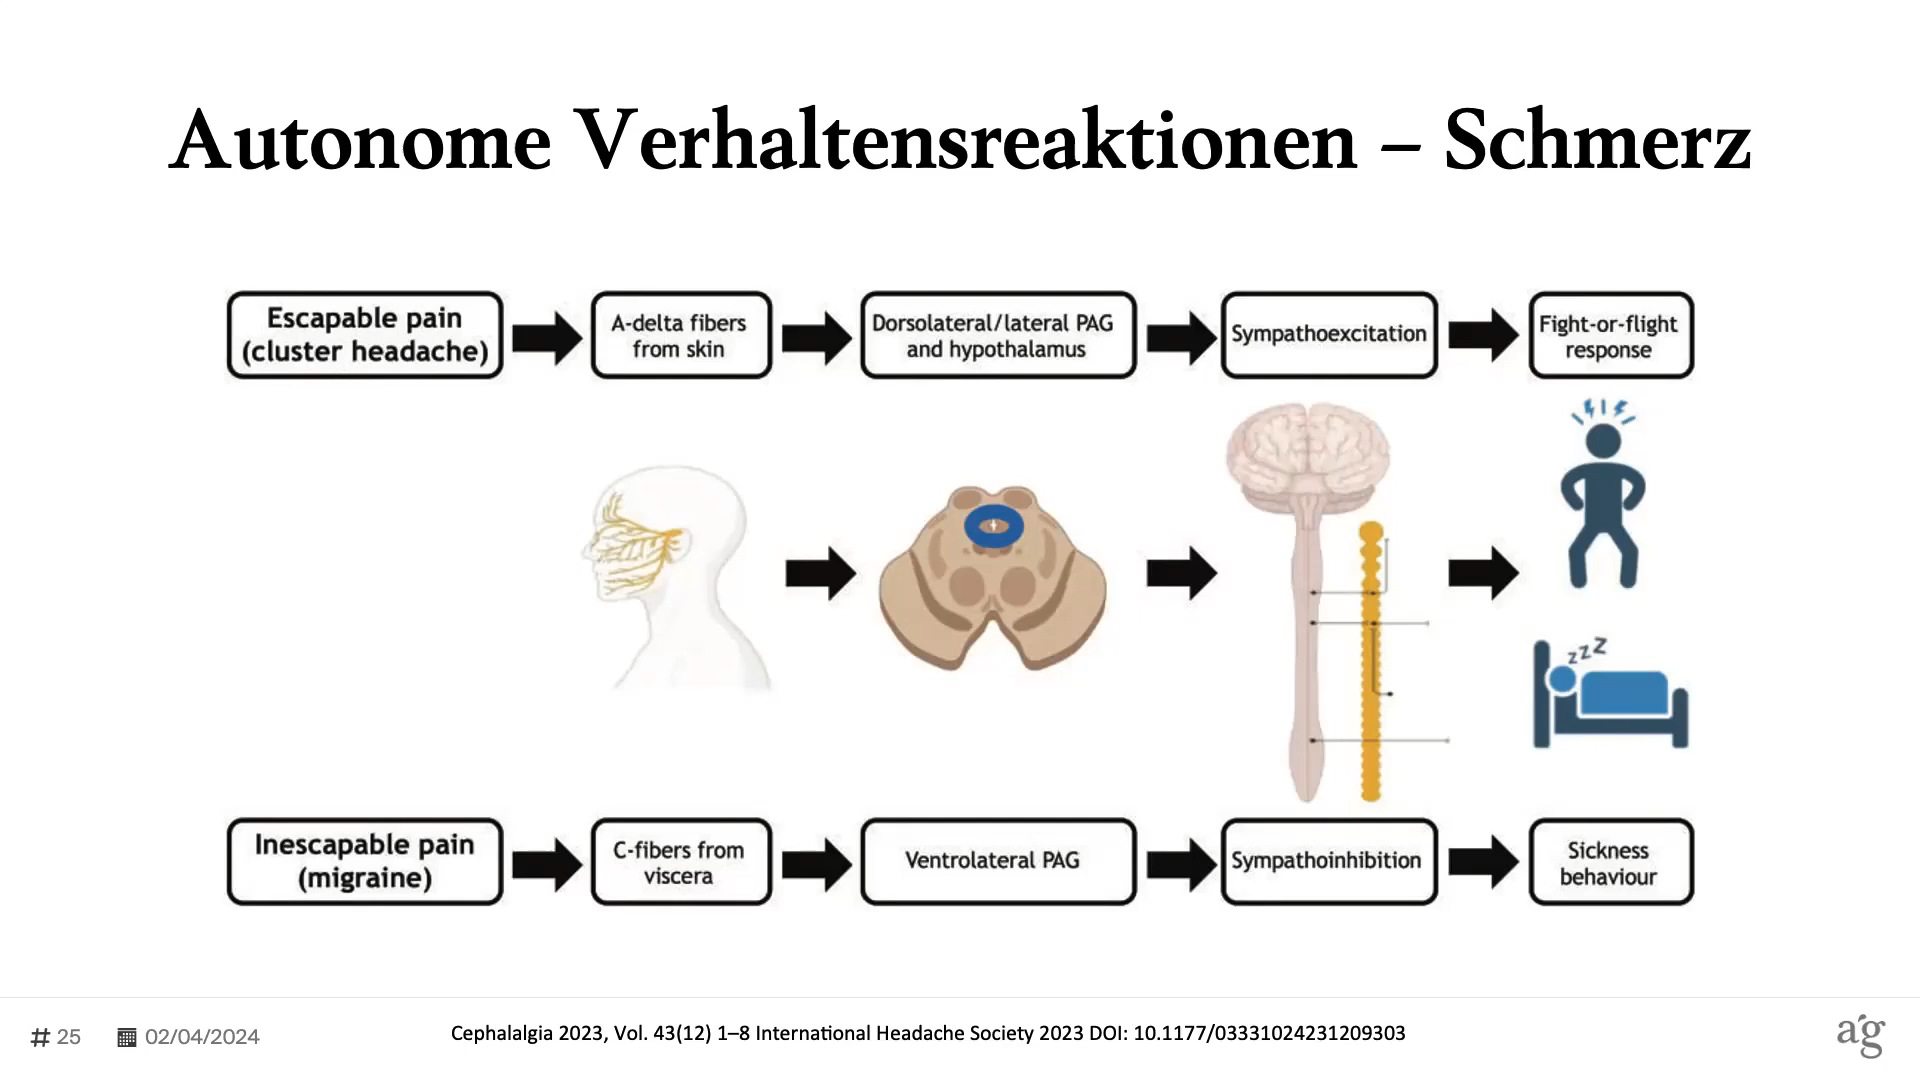 Autonome Verhaltensreaktionen – Schmerz
Escapable pain
(cluster headache)
A-delta fibers
from skin
Dorsolateral/lateral PAG
and hypothalamus
Sympathoexcitation
Fight-or-flight
response
zzZ
Inescapable pain
(migraine)
C-fibers from
viscera
Ventrolateral PAG
Sympathoinhibition
Sickness
behaviour
# 25
02/04/2024
Cephalalgia 2023, Vol. 43(12) 1–8 International Headache Society 2023 DOI: 10.1177/03331024231209303
a'g